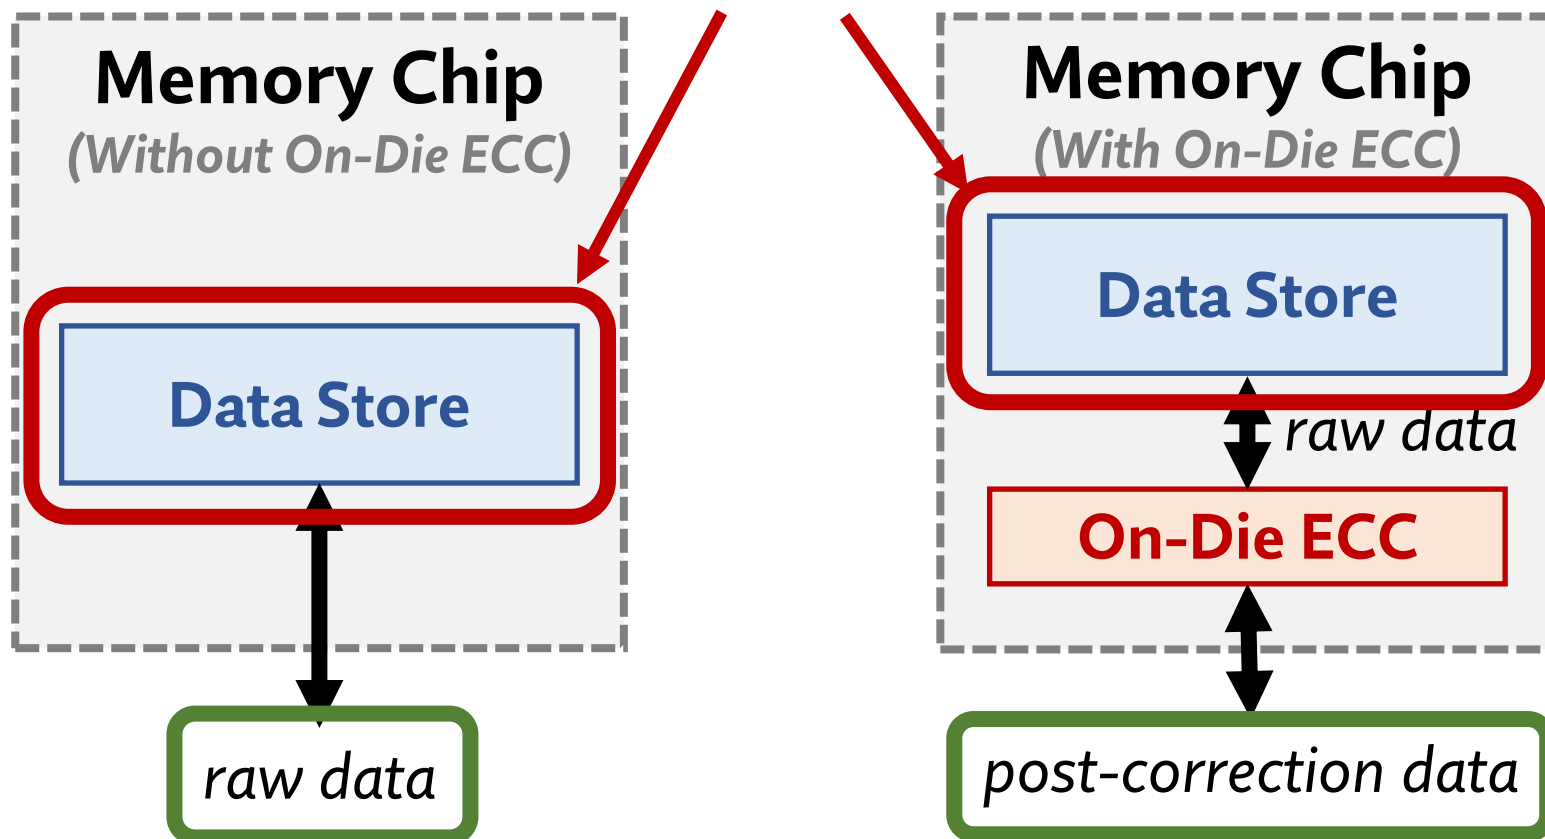 Memory Chip
(Without On-Die ECC)
Data Store
raw data
Memory Chip
(With On-Die ECC)
Data Store
raw data
On-Die ECC
post-correction data